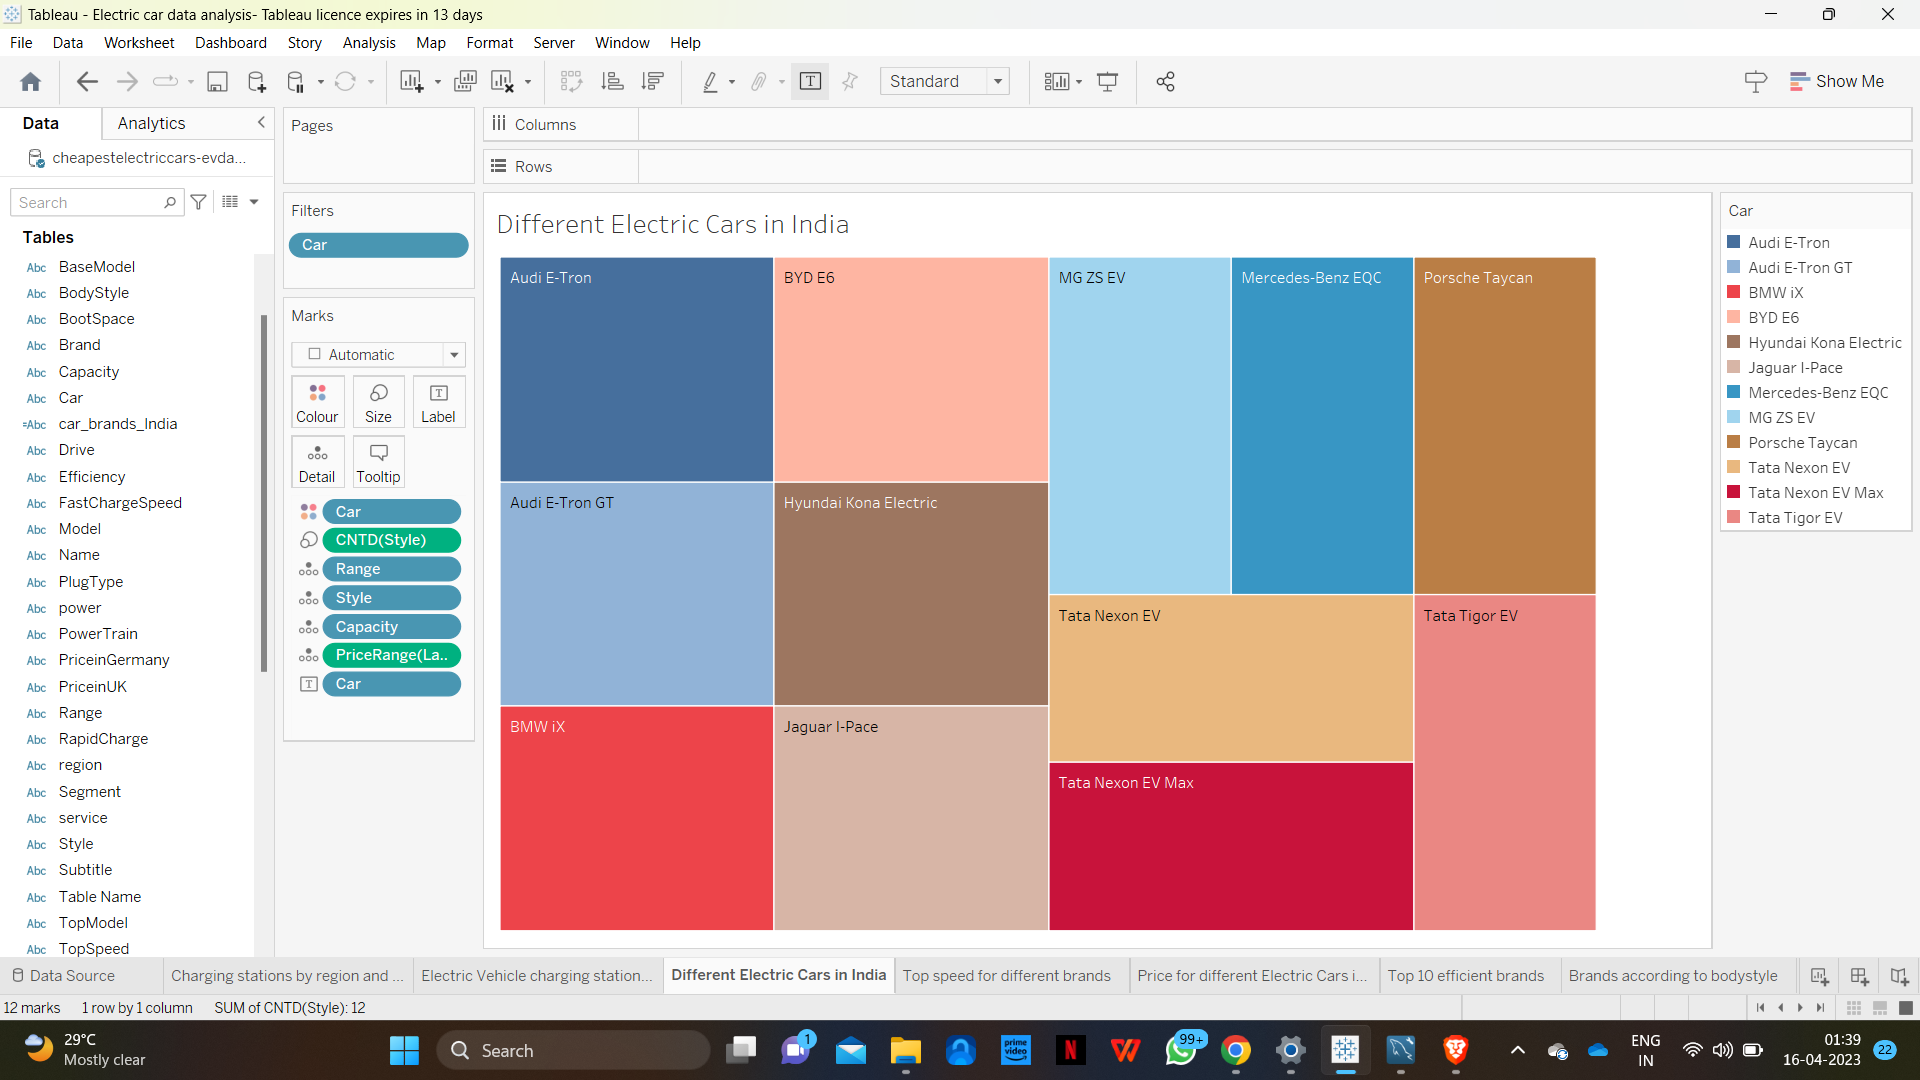 Tableau - Electric car data analysis- Tableau licence expires in 13 days
File Data Worksheet Dashboard Story Analysis Map Format Server Window Help
Standard
Show Me
Data Analytics
cheapestelectriccars-evda...
Search
Tables
Abc BaseModel
Abc BodyStyle
Abc BootSpace
Abc Brand
Abc Capacity
Abc Car
=Abc car_brands_India
Abc Drive
Abc Efficiency
Abc FastChargeSpeed
Abc Model
Abc Name
Abc PlugType
Abc power
Abc PowerTrain
Abc PriceinGermany
Abc PriceinUK
Abc Range
Abc RapidCharge
Abc region
Abc Segment
Abc service
Abc Style
Abc Subtitle
Abc Table Name
Abc TopModel
Abc TopSpeed
Pages
Filters
Car
Marks
Automatic
Colour Size Label
Detail Tooltip
Car
CNTD(Style)
Range
Style
Capacity
PriceRange(La..
Car
Columns
Rows
Different Electric Cars in India
Audi E-Tron
BYD E6
MG ZS EV
Mercedes-Benz EQC
Porsche Taycan
Audi E-Tron GT
Hyundai Kona Electric
Tata Nexon EV
Tata Tigor EV
BMW iX
Jaguar I-Pace
Tata Nexon EV Max
Car
Audi E-Tron
Audi E-Tron GT
BMW iX
BYD E6
Hyundai Kona Electric
Jaguar I-Pace
Mercedes-Benz EQC
MG ZS EV
Porsche Taycan
Tata Nexon EV
Tata Nexon EV Max
Tata Tigor EV
Data Source Charging stations by region and ... Electric Vehicle charging station... Different Electric Cars in India Top speed for different brands Price for different Electric Cars i... Top 10 efficient brands Brands according to bodystyle
12 marks 1 row by 1 column SUM of CNTD(Style): 12
29°C
Mostly clear
Search
1
prime video
N
W
99+
ENG
IN
01:39
16-04-2023
22